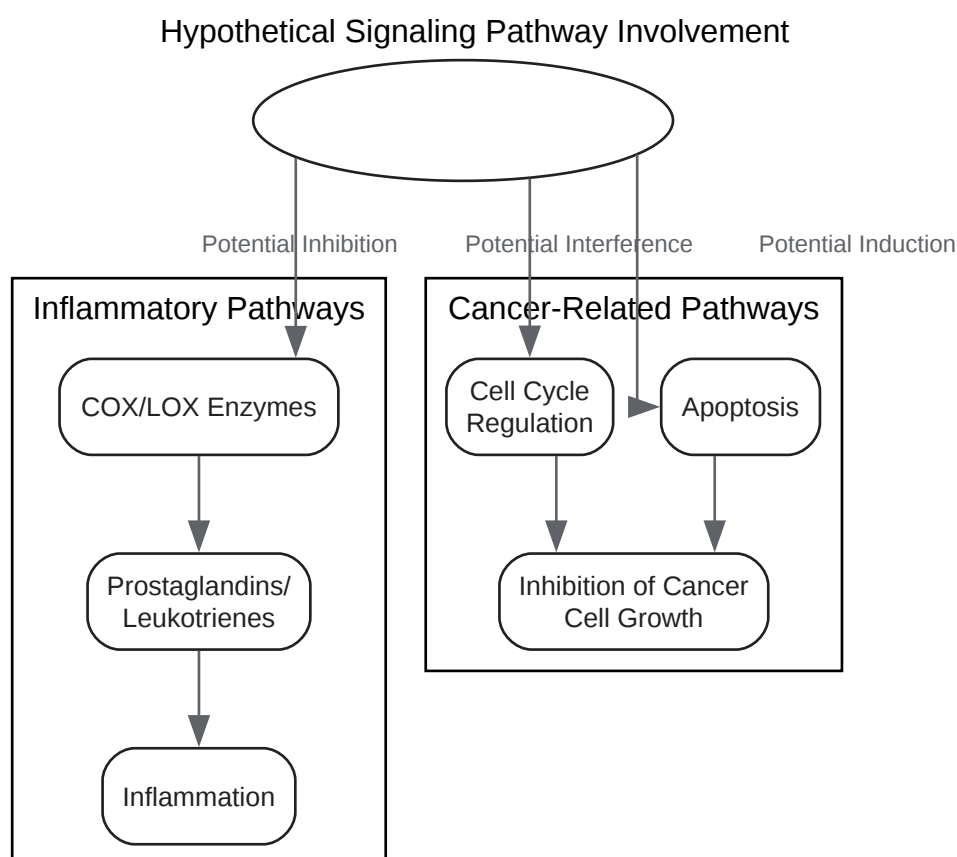 Hypothetical Signaling Pathway Involvement
Potential Inhibition
Potential Interference
Potential Induction
Inflammatory Pathways
Cancer-Related Pathways
COX/LOX Enzymes
Cell Cycle
Regulation
Apoptosis
Prostaglandins/
Leukotrienes
Inhibition of Cancer
Cell Growth
Inflammation